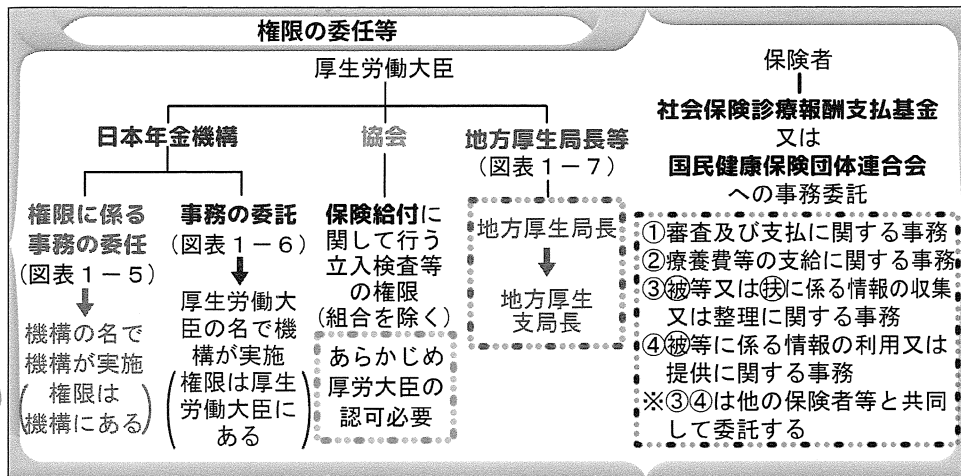 権限の委任等
厚生労働大臣
日本年金機構
権限に係る
事務の委任
(図表1-5)
機構の名で
機構が実施
(権限は
機構にある)
事務の委託
(図表1-6)
厚生労働大
臣の名で機
構が実施
(権限は厚生
労働大臣に
ある)
協会
保険給付に
関して行う
立入検査等
の権限
(組合を除く)
あらかじめ
厚労大臣の
認可必要
地方厚生局長等
(図表1-7)
地方厚生局長
地方厚生
支局長
保険者
社会保険診療報酬支払基金
又は
国民健康保険団体連合会
への事務委託
①審査及び支払に関する事務
②療養費等の支給に関する事務
③㊙等又は㊙に係る情報の収集
又は整理に関する事務
④被等に係る情報の利用又は
提供に関する事務
※③④は他の保険者等と共同
して委託する